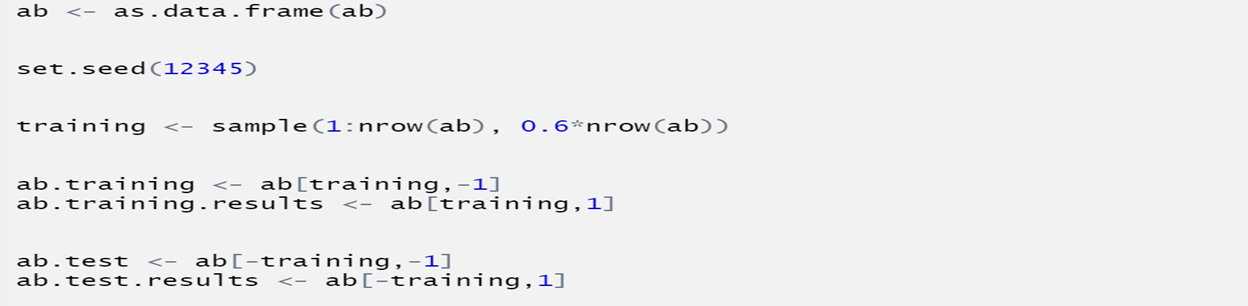 ab <- as.data.frame(ab)
set.seed(12345)
training <- sample(1:nrow(ab), 0.6*nrow(ab))
ab.training <- ab[training,-1]
ab.training.results <- ab[training,1]
ab.test <- ab[-training,-1]
ab.test.results <- ab[-training,1]